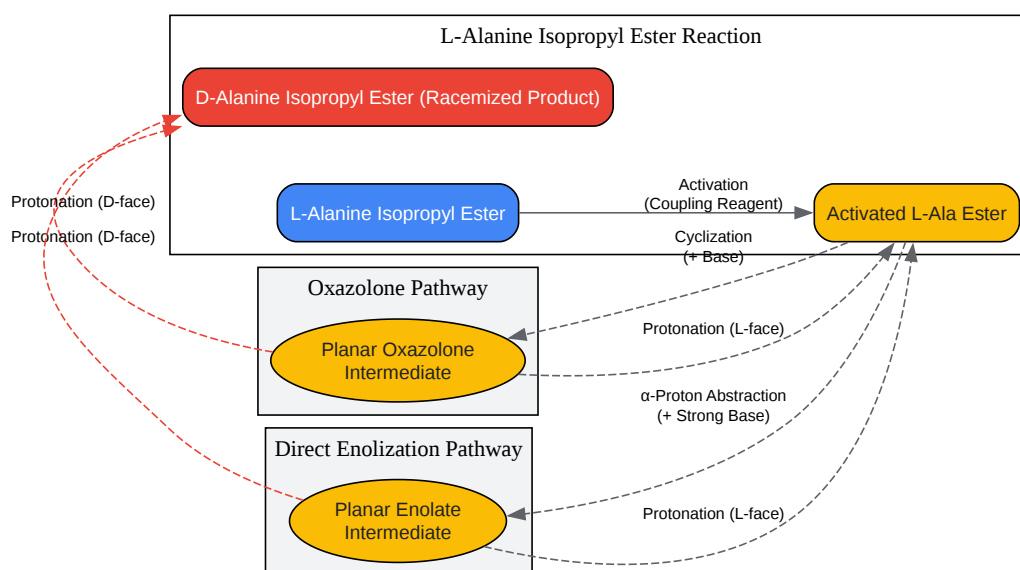 L-Alanine Isopropyl Ester Reaction
D-Alanine Isopropyl Ester (Racemized Product)
Protonation (D-face)
Protonation (D-face)
L-Alanine Isopropyl Ester
Activation
(Coupling Reagent)
Activated L-Ala Ester
Cyclization
(+ Base)
Oxazolone Pathway
Planar Oxazolone
Intermediate
Protonation (L-face)
α-Proton Abstraction
(+ Strong Base)
Direct Enolization Pathway
Planar Enolate
Intermediate
Protonation (L-face)